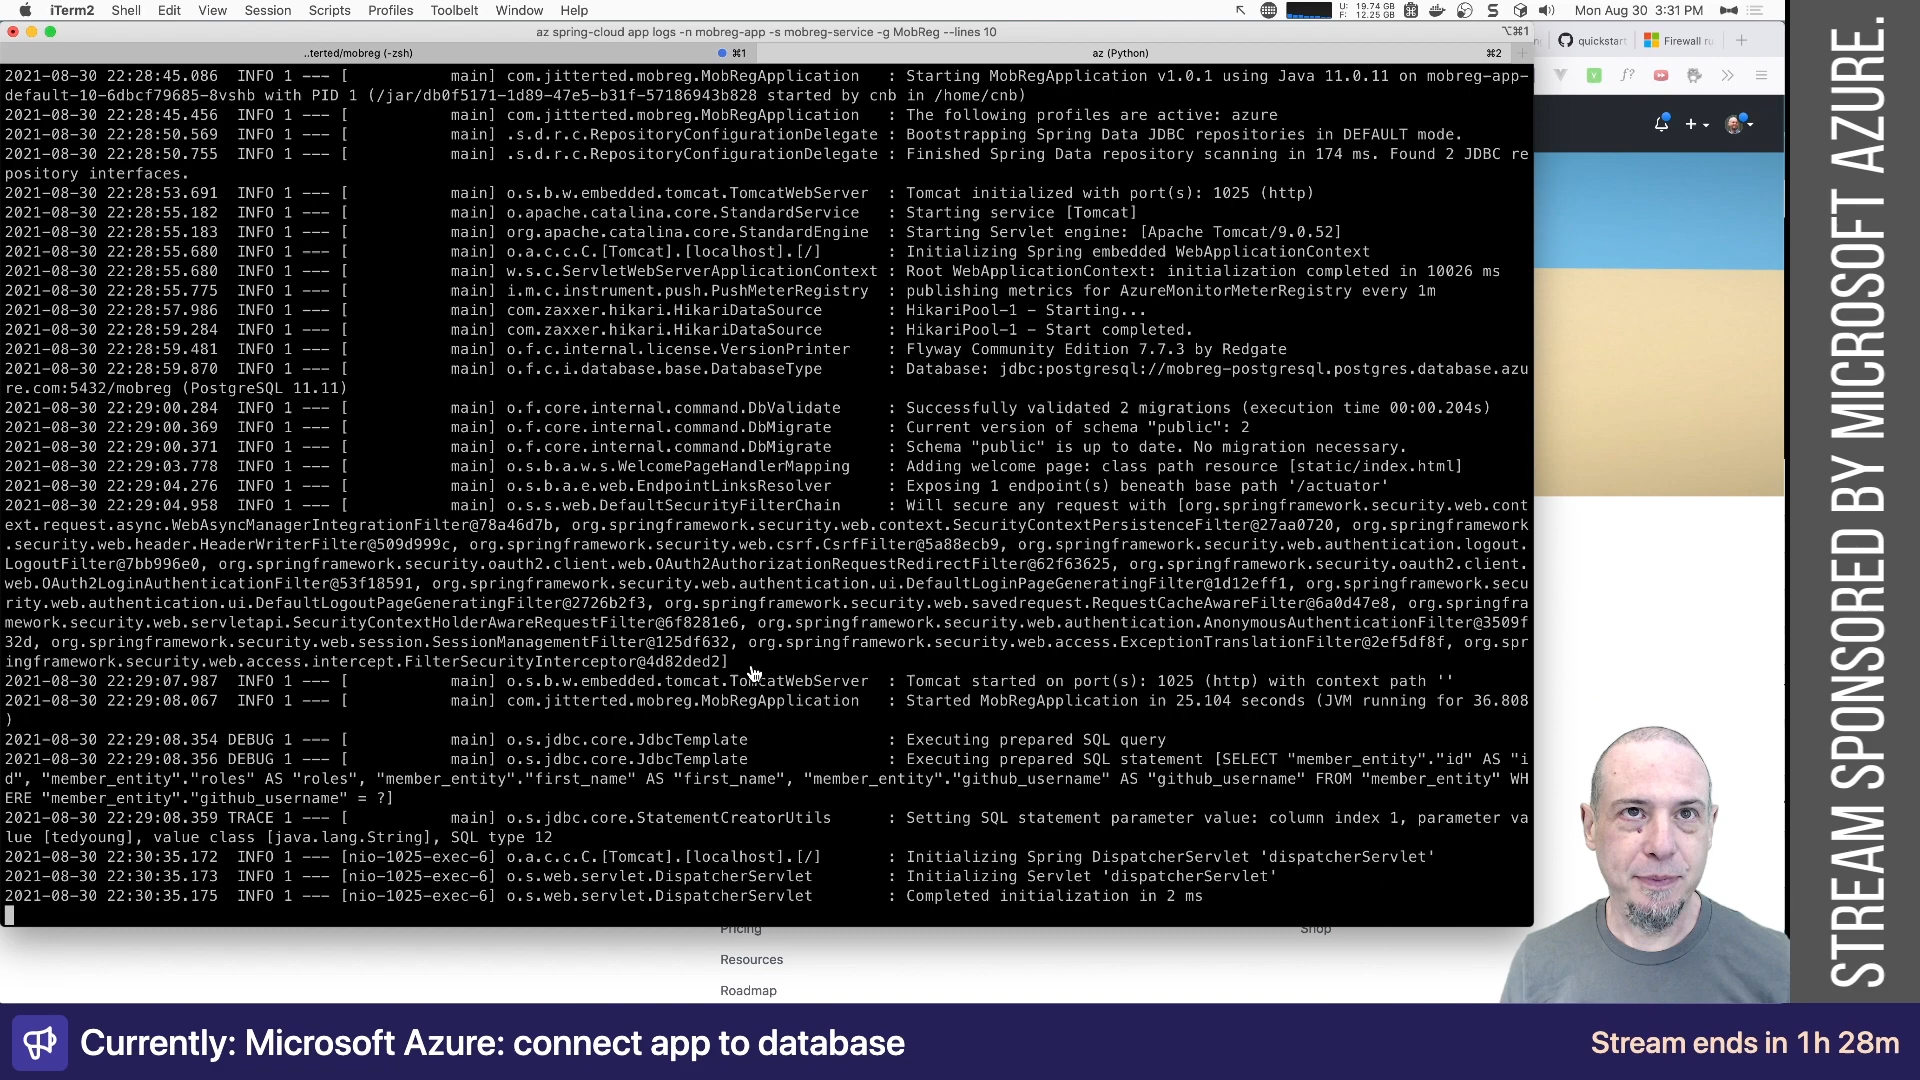 iTerm2 Shell Edit View Session Scripts Profiles Toolbelt Window Help
U: 19.74 GB
F: 12.25 GB
Mon Aug 30 3:31 PM
az spring-cloud app logs -n mobreg-app -s mobreg-service -g MobReg --lines 10
⌥⌘1
..terted/mobreg (-zsh)
⌘1
az (Python)
⌘2
quickstart
Firewall ru
2021-08-30 22:28:45.086  INFO 1 --- [           main] com.jitterted.mobreg.MobRegApplication   : Starting MobRegApplication v1.0.1 using Java 11.0.11 on mobreg-app-
default-10-6dbcf79685-8vshb with PID 1 (/jar/db0f5171-1d89-47e5-b31f-57186943b828 started by cnb in /home/cnb)
2021-08-30 22:28:45.456  INFO 1 --- [           main] com.jitterted.mobreg.MobRegApplication   : The following profiles are active: azure
2021-08-30 22:28:50.569  INFO 1 --- [           main] .s.d.r.c.RepositoryConfigurationDelegate : Bootstrapping Spring Data JDBC repositories in DEFAULT mode.
2021-08-30 22:28:50.755  INFO 1 --- [           main] .s.d.r.c.RepositoryConfigurationDelegate : Finished Spring Data repository scanning in 174 ms. Found 2 JDBC re
pository interfaces.
2021-08-30 22:28:53.691  INFO 1 --- [           main] o.s.b.w.embedded.tomcat.TomcatWebServer  : Tomcat initialized with port(s): 1025 (http)
2021-08-30 22:28:55.182  INFO 1 --- [           main] o.apache.catalina.core.StandardService   : Starting service [Tomcat]
2021-08-30 22:28:55.183  INFO 1 --- [           main] org.apache.catalina.core.StandardEngine  : Starting Servlet engine: [Apache Tomcat/9.0.52]
2021-08-30 22:28:55.680  INFO 1 --- [           main] o.a.c.c.C.[Tomcat].[localhost].[/]       : Initializing Spring embedded WebApplicationContext
2021-08-30 22:28:55.680  INFO 1 --- [           main] w.s.c.ServletWebServerApplicationContext : Root WebApplicationContext: initialization completed in 10026 ms
2021-08-30 22:28:55.775  INFO 1 --- [           main] i.m.c.instrument.push.PushMeterRegistry  : publishing metrics for AzureMonitorMeterRegistry every 1m
2021-08-30 22:28:57.986  INFO 1 --- [           main] com.zaxxer.hikari.HikariDataSource       : HikariPool-1 - Starting...
2021-08-30 22:28:59.284  INFO 1 --- [           main] com.zaxxer.hikari.HikariDataSource       : HikariPool-1 - Start completed.
2021-08-30 22:28:59.481  INFO 1 --- [           main] o.f.c.internal.license.VersionPrinter    : Flyway Community Edition 7.7.3 by Redgate
2021-08-30 22:28:59.870  INFO 1 --- [           main] o.f.c.i.database.base.DatabaseType       : Database: jdbc:postgresql://mobreg-postgresql.postgres.database.azu
re.com:5432/mobreg (PostgreSQL 11.11)
2021-08-30 22:29:00.284  INFO 1 --- [           main] o.f.core.internal.command.DbValidate     : Successfully validated 2 migrations (execution time 00:00.204s)
2021-08-30 22:29:00.369  INFO 1 --- [           main] o.f.core.internal.command.DbMigrate      : Current version of schema "public": 2
2021-08-30 22:29:00.371  INFO 1 --- [           main] o.f.core.internal.command.DbMigrate      : Schema "public" is up to date. No migration necessary.
2021-08-30 22:29:03.778  INFO 1 --- [           main] o.s.b.a.w.s.WelcomePageHandlerMapping    : Adding welcome page: class path resource [static/index.html]
2021-08-30 22:29:04.276  INFO 1 --- [           main] o.s.b.a.e.web.EndpointLinksResolver      : Exposing 1 endpoint(s) beneath base path '/actuator'
2021-08-30 22:29:04.958  INFO 1 --- [           main] o.s.s.web.DefaultSecurityFilterChain     : Will secure any request with [org.springframework.security.web.cont
ext.request.async.WebAsyncManagerIntegrationFilter@78a46d7b, org.springframework.security.web.context.SecurityContextPersistenceFilter@27aa0720, org.springframework
.security.web.header.HeaderWriterFilter@509d999c, org.springframework.security.web.csrf.CsrfFilter@5a88ecb9, org.springframework.security.web.authentication.logout.
LogoutFilter@7bb996e0, org.springframework.security.oauth2.client.web.OAuth2AuthorizationRequestRedirectFilter@62f63625, org.springframework.security.oauth2.client.
web.OAuth2LoginAuthenticationFilter@53f18591, org.springframework.security.web.authentication.ui.DefaultLoginPageGeneratingFilter@1d12eff1, org.springframework.secu
rity.web.authentication.ui.DefaultLogoutPageGeneratingFilter@2726b2f3, org.springframework.security.web.savedrequest.RequestCacheAwareFilter@6a0d47e8, org.springfra
mework.security.web.servletapi.SecurityContextHolderAwareRequestFilter@6f8281e6, org.springframework.security.web.authentication.AnonymousAuthenticationFilter@3509f
32d, org.springframework.security.web.session.SessionManagementFilter@125df632, org.springframework.security.web.access.ExceptionTranslationFilter@2ef5df8f, org.spr
ingframework.security.web.access.intercept.FilterSecurityInterceptor@4d82ded2]
2021-08-30 22:29:07.987  INFO 1 --- [           main] o.s.b.w.embedded.tomcat.TomcatWebServer  : Tomcat started on port(s): 1025 (http) with context path ''
2021-08-30 22:29:08.067  INFO 1 --- [           main] com.jitterted.mobreg.MobRegApplication   : Started MobRegApplication in 25.104 seconds (JVM running for 36.808
)
2021-08-30 22:29:08.354 DEBUG 1 --- [           main] o.s.jdbc.core.JdbcTemplate               : Executing prepared SQL query
2021-08-30 22:29:08.356 DEBUG 1 --- [           main] o.s.jdbc.core.JdbcTemplate               : Executing prepared SQL statement [SELECT "member_entity"."id" AS "i
d", "member_entity"."roles" AS "roles", "member_entity"."first_name" AS "first_name", "member_entity"."github_username" AS "github_username" FROM "member_entity" WH
ERE "member_entity"."github_username" = ?]
2021-08-30 22:29:08.359 TRACE 1 --- [           main] o.s.jdbc.core.StatementCreatorUtils      : Setting SQL statement parameter value: column index 1, parameter va
lue [tedyoung], value class [java.lang.String], SQL type 12
2021-08-30 22:30:35.172  INFO 1 --- [nio-1025-exec-6] o.a.c.c.C.[Tomcat].[localhost].[/]       : Initializing Spring DispatcherServlet 'dispatcherServlet'
2021-08-30 22:30:35.173  INFO 1 --- [nio-1025-exec-6] o.s.web.servlet.DispatcherServlet        : Initializing Servlet 'dispatcherServlet'
2021-08-30 22:30:35.175  INFO 1 --- [nio-1025-exec-6] o.s.web.servlet.DispatcherServlet        : Completed initialization in 2 ms
Pricing
Shop
Resources
Roadmap
STREAM SPONSORED BY MICROSOFT AZURE.
Currently: Microsoft Azure: connect app to database
Stream ends in 1h 28m